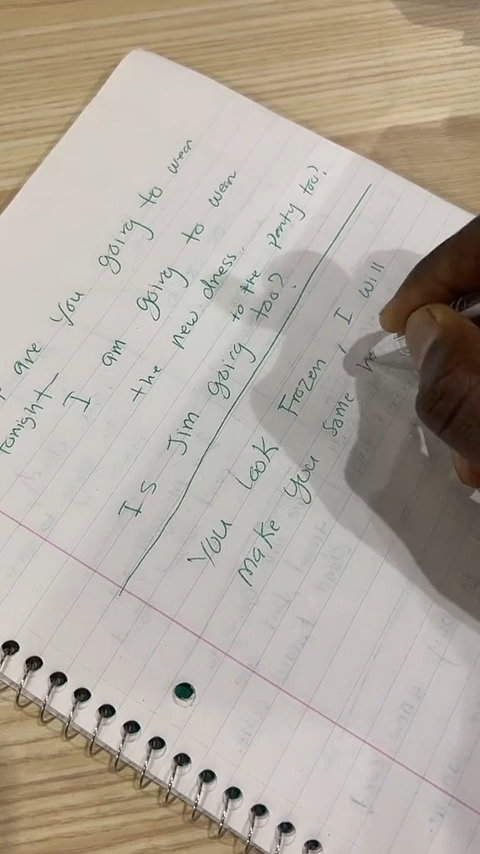 are you going to wear
tonight
I am going to wear
the new dress.
Is Jim going to the party too?
too?
You look Frozen, I will
make you some